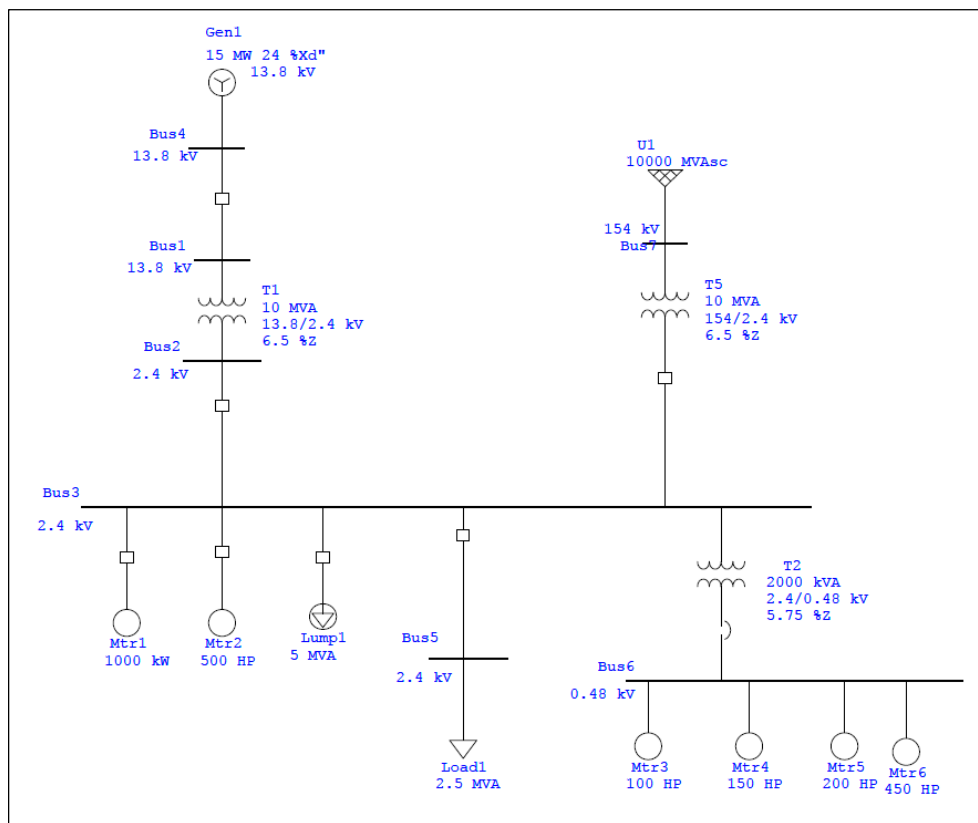 Gen1
15 MW 24 %Xd"
13.8 kV
Bus4
13.8 kV
U1
10000 MVAsc
154 kV
Bus7
Bus1
13.8 kV
T1
10 MVA
13.8/2.4 kV
6.5 %Z
T5
10 MVA
154/2.4 kV
6.5 %Z
Bus2
2.4 kV
Bus3
2.4 kV
T2
2000 kVA
2.4/0.48 kV
5.75 %Z
Mtr1
1000 kW
Mtr2
500 HP
Lump1
5 MVA
Bus5
2.4 kV
Load1
2.5 MVA
Bus6
0.48 kV
Mtr3
100 HP
Mtr4
150 HP
Mtr5
200 HP
Mtr6
450 HP